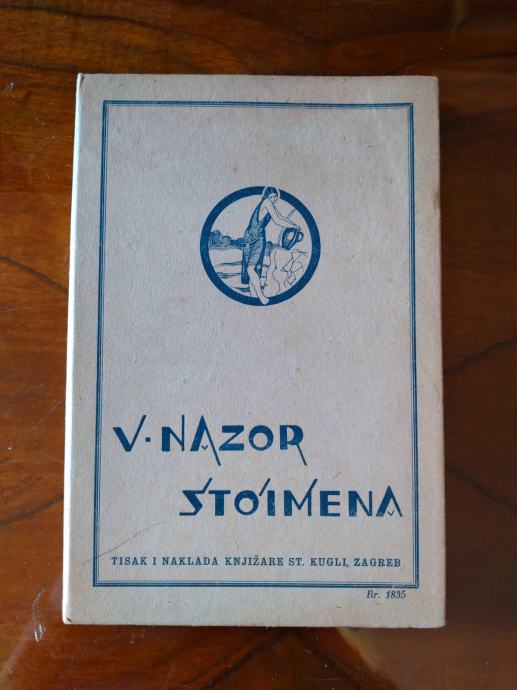 V. NAZOR
STOIMENA
TISAK I NAKLADA KNJIŽARE ST. KUGLI, ZAGREB
Br. 1835